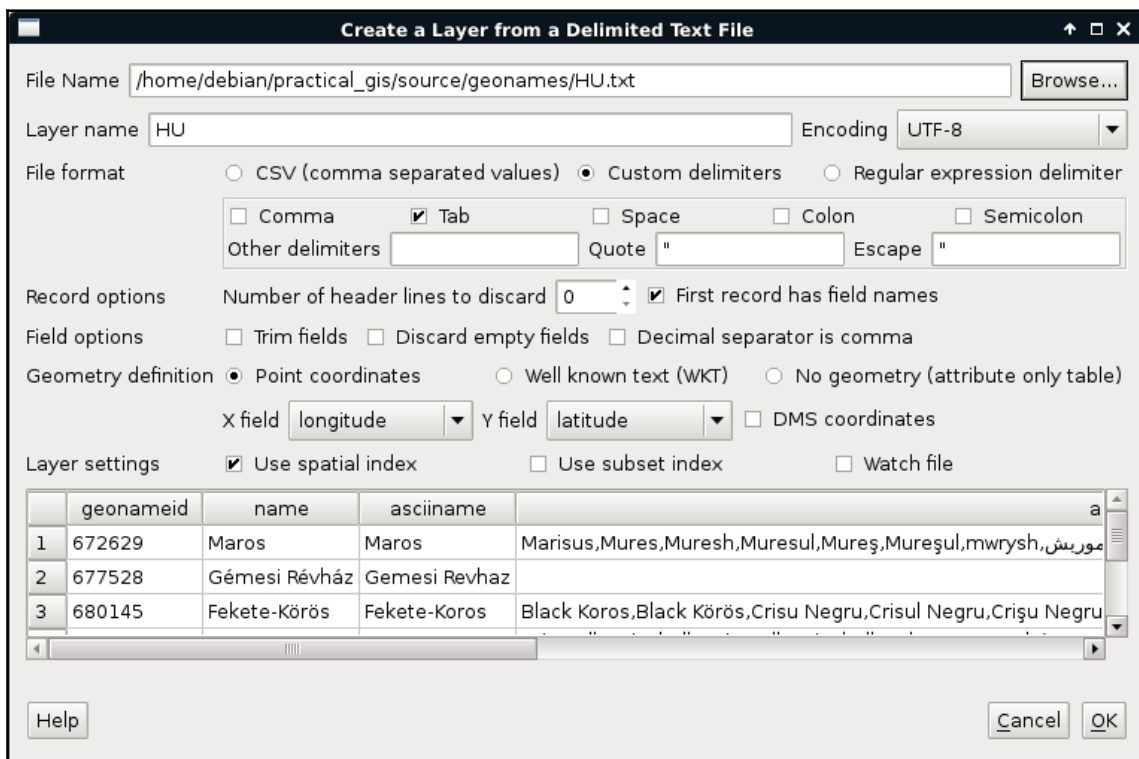 Create a Layer from a Delimited Text File
File Name /home/debian/practical_gis/source/geonames/HU.txt Browse...
Layer name HU Encoding UTF-8
File format CSV (comma separated values) Custom delimiters Regular expression delimiter
Comma Tab Space Colon Semicolon
Other delimiters Quote " Escape "
Record options Number of header lines to discard 0 First record has field names
Field options Trim fields Discard empty fields Decimal separator is comma
Geometry definition Point coordinates Well known text (WKT) No geometry (attribute only table)
X field longitude Y field latitude DMS coordinates
Layer settings Use spatial index Use subset index Watch file
geonameid name asciiname a
1 672629 Maros Maros Marisus,Mures,Muresh,Muresul,Mureş,Mureşul,mwrysh,موريش
2 677528 Gémesi Révház Gemesi Revhaz
3 680145 Fekete-Körös Fekete-Koros Black Koros,Black Körös,Crisu Negru,Crisul Negru,Crişu Negru
Help Cancel OK